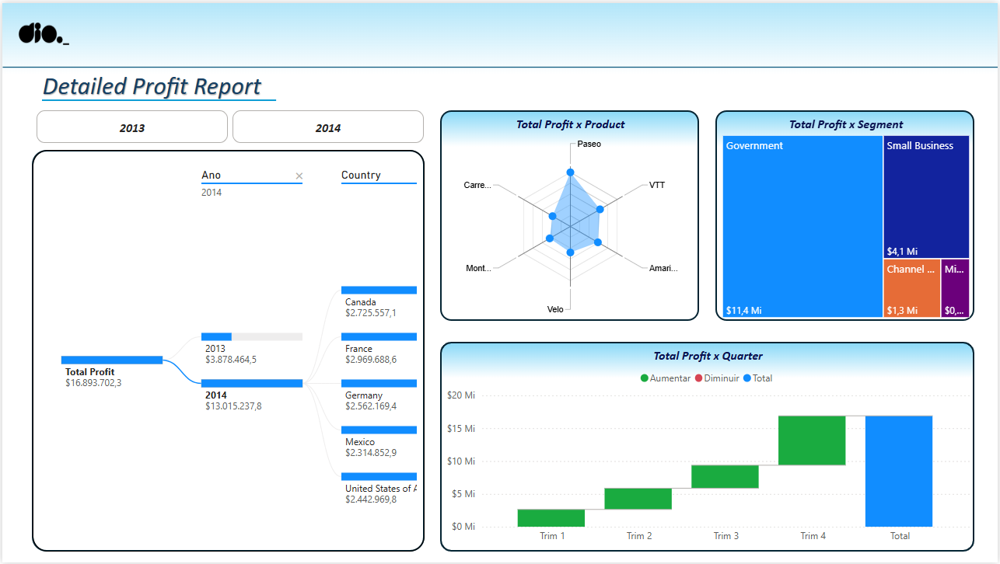 dio._
Detailed Profit Report
2013
2014
Ano
2014
Country
Total Profit
$16.893.702,3
2013
$3.878.464,5
2014
$13.015.237,8
Canada
$2.725.557,1
France
$2.969.688,6
Germany
$2.562.169,4
Mexico
$2.314.852,9
United States of A
$2.442.969,8
Total Profit x Product
Paseo
Carre...
VTT
Mont...
Amari...
Velo
Total Profit x Segment
Government
$11,4 Mi
Small Business
$4,1 Mi
Channel ...
$1,3 Mi
Mi...
$0,...
Total Profit x Quarter
Aumentar Diminuir Total
$20 Mi
$15 Mi
$10 Mi
$5 Mi
$0 Mi
Trim 1 Trim 2 Trim 3 Trim 4 Total